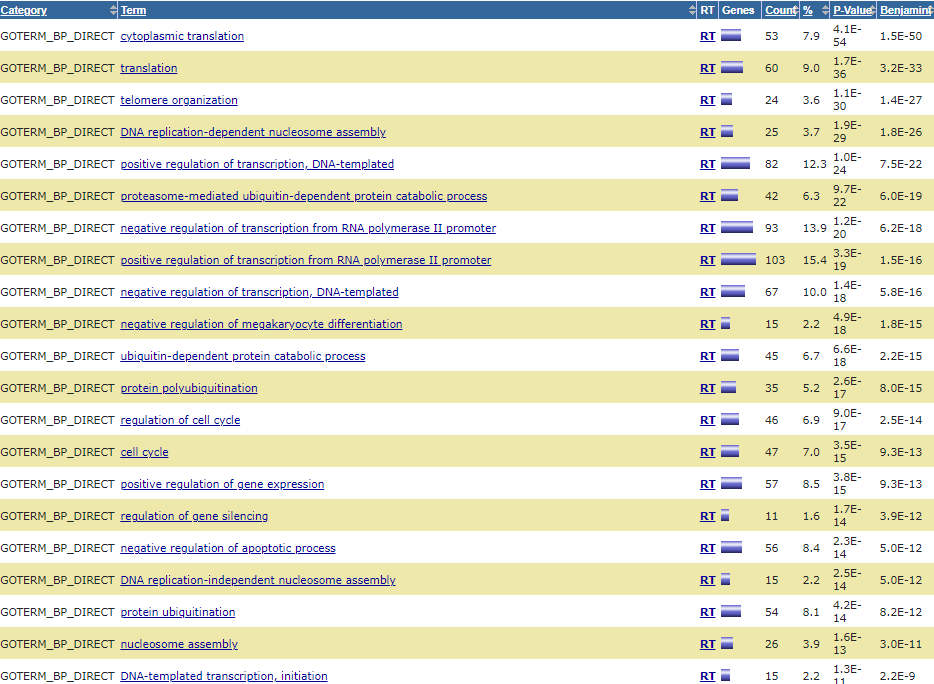 Category Term RT Genes Count % P-Value Benjamini
GOTERM_BP_DIRECT cytoplasmic translation RT 53 7.9 4.1E-54 1.5E-50
GOTERM_BP_DIRECT translation RT 60 9.0 1.7E-36 3.2E-33
GOTERM_BP_DIRECT telomere organization RT 24 3.6 1.1E-30 1.4E-27
GOTERM_BP_DIRECT DNA replication-dependent nucleosome assembly RT 25 3.7 1.9E-29 1.8E-26
GOTERM_BP_DIRECT positive regulation of transcription, DNA-templated RT 82 12.3 1.0E-24 7.5E-22
GOTERM_BP_DIRECT proteasome-mediated ubiquitin-dependent protein catabolic process RT 42 6.3 9.7E-22 6.0E-19
GOTERM_BP_DIRECT negative regulation of transcription from RNA polymerase II promoter RT 93 13.9 1.2E-20 6.2E-18
GOTERM_BP_DIRECT positive regulation of transcription from RNA polymerase II promoter RT 103 15.4 3.3E-19 1.5E-16
GOTERM_BP_DIRECT negative regulation of transcription, DNA-templated RT 67 10.0 1.4E-18 5.8E-16
GOTERM_BP_DIRECT negative regulation of megakaryocyte differentiation RT 15 2.2 4.9E-18 1.8E-15
GOTERM_BP_DIRECT ubiquitin-dependent protein catabolic process RT 45 6.7 6.6E-18 2.2E-15
GOTERM_BP_DIRECT protein polyubiquitination RT 35 5.2 2.6E-17 8.0E-15
GOTERM_BP_DIRECT regulation of cell cycle RT 46 6.9 9.0E-17 2.5E-14
GOTERM_BP_DIRECT cell cycle RT 47 7.0 3.5E-15 9.3E-13
GOTERM_BP_DIRECT positive regulation of gene expression RT 57 8.5 3.8E-15 9.3E-13
GOTERM_BP_DIRECT regulation of gene silencing RT 11 1.6 1.7E-14 3.9E-12
GOTERM_BP_DIRECT negative regulation of apoptotic process RT 56 8.4 2.3E-14 5.0E-12
GOTERM_BP_DIRECT DNA replication-independent nucleosome assembly RT 15 2.2 2.5E-14 5.0E-12
GOTERM_BP_DIRECT protein ubiquitination RT 54 8.1 4.2E-14 8.2E-12
GOTERM_BP_DIRECT nucleosome assembly RT 26 3.9 1.6E-13 3.0E-11
GOTERM_BP_DIRECT DNA-templated transcription, initiation RT 15 2.2 1.3E-11 2.2E-9